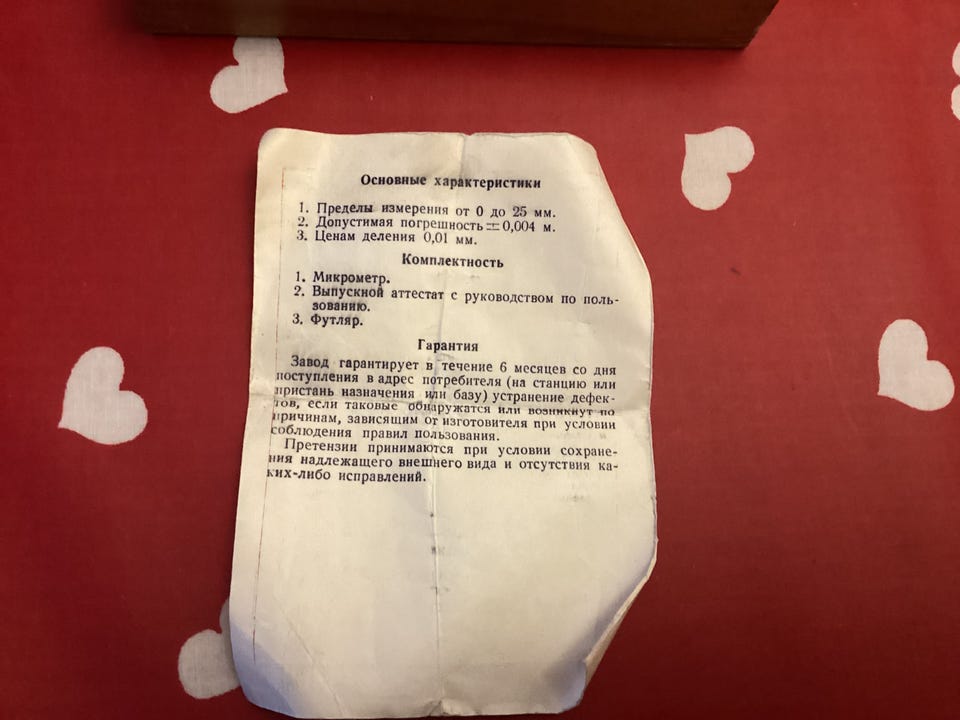 Основные характеристики
1. Пределы измерения от 0 до 25 мм.
2. Допустимая погрешность = 0,004 м.
3. Ценам деления 0,01 мм.
Комплектность
1. Микрометр.
2. Выпускной аттестат с руководством по поль-
зованию.
3. Футляр.
Гарантия
Завод гарантирует в течение 6 месяцев со дня
поступления в адрес потребителя (на станцию или
пристань назначения или базу) устранение дефек-
тов, если таковые обнаружатся или возникнут по
причинам, зависящим от изготовителя при условии
соблюдения правил пользования.
Претензии принимаются при условии сохране-
ния надлежащего внешнего вида и отсутствия ка-
ких-либо исправлений.